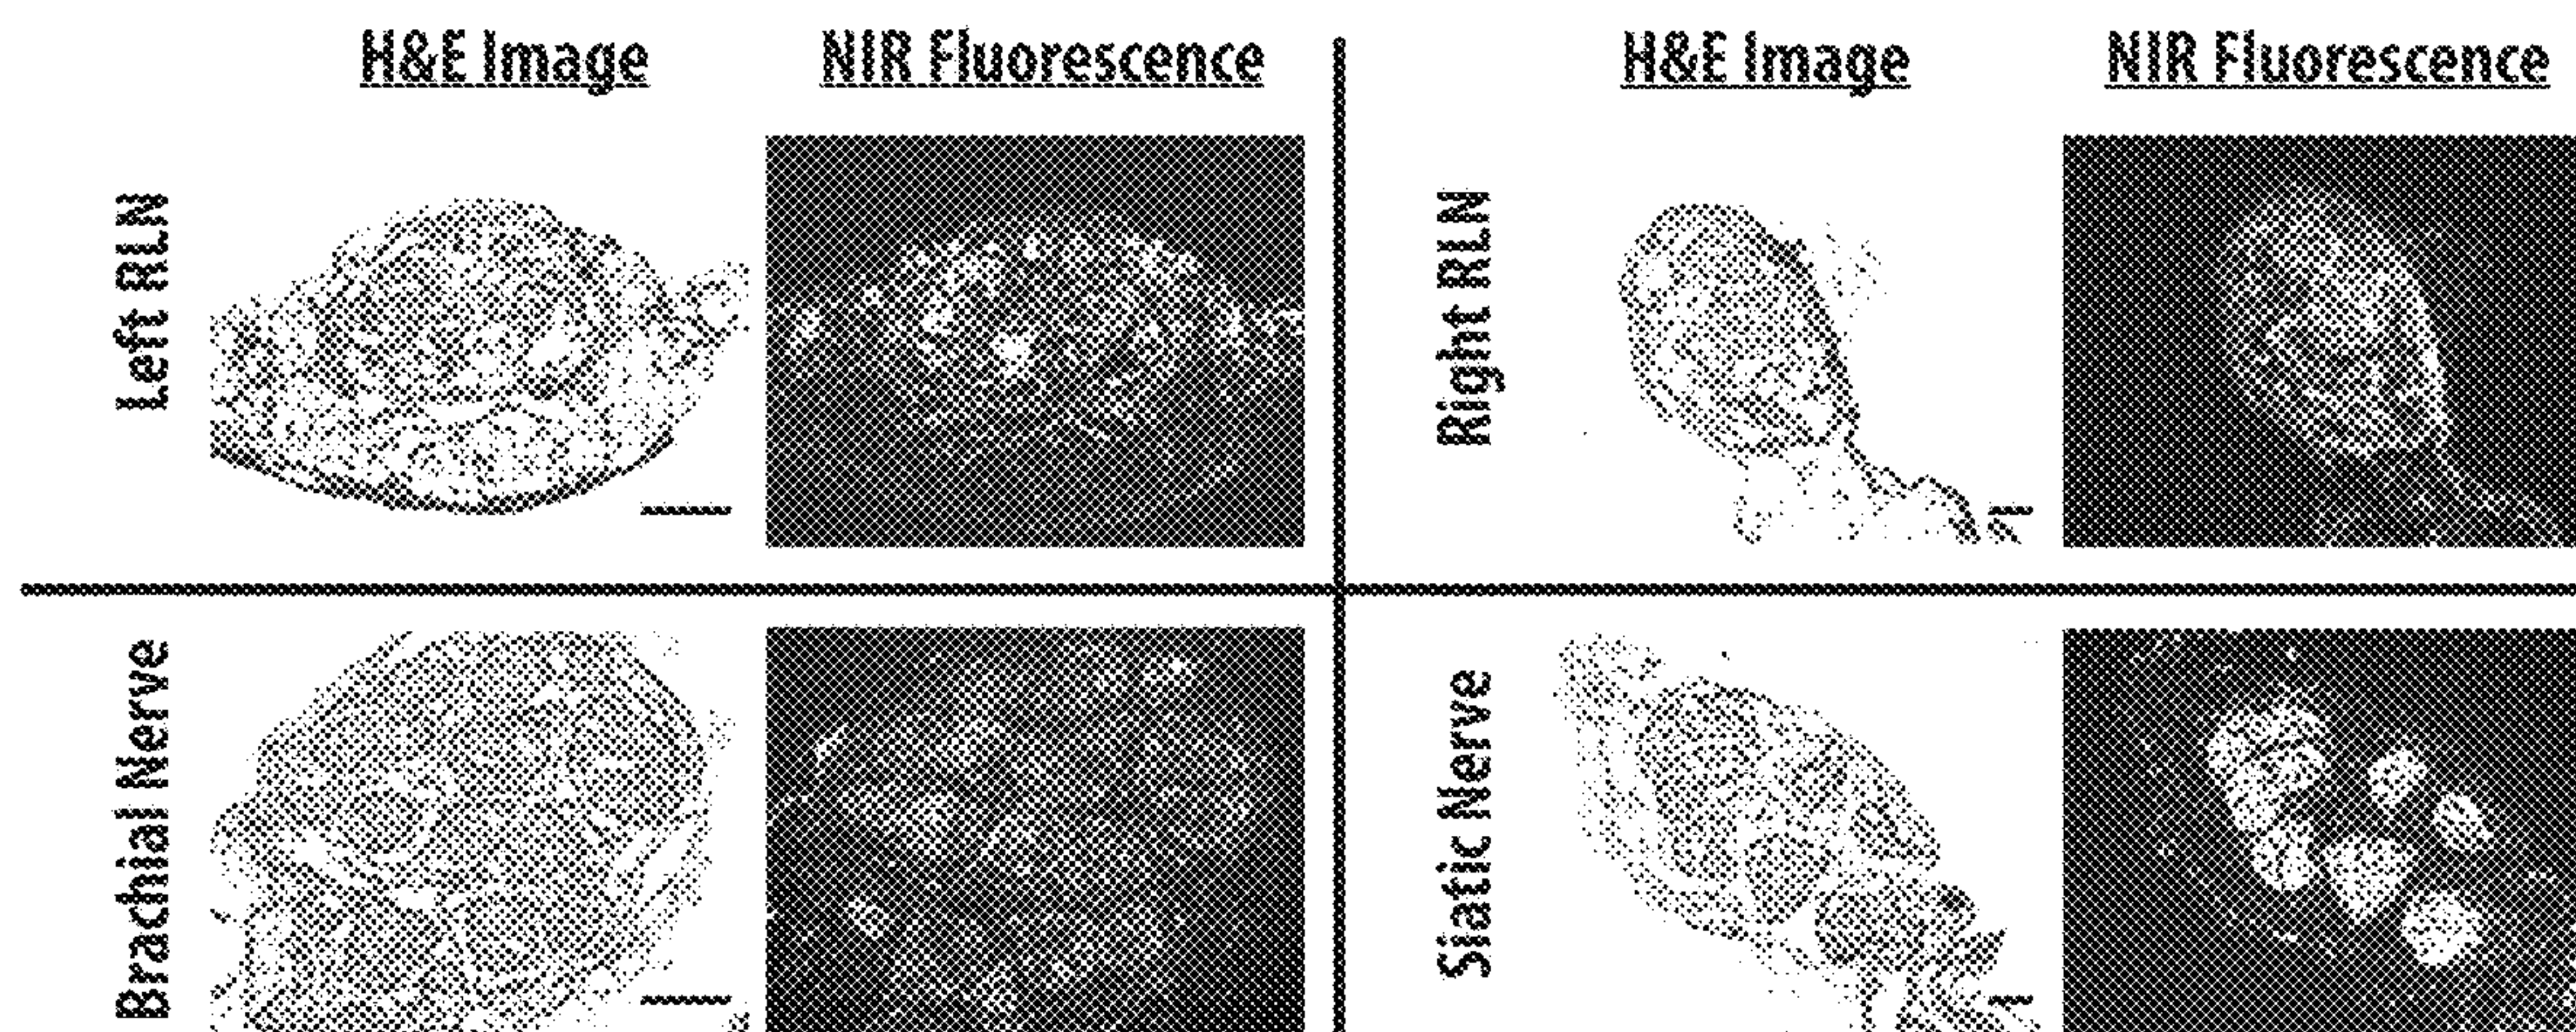 H&E Image NIR Fluorescence H&E Image NIR Fluorescence
Left RLN
Right RLN
Brachial Nerve
Siatic Nerve